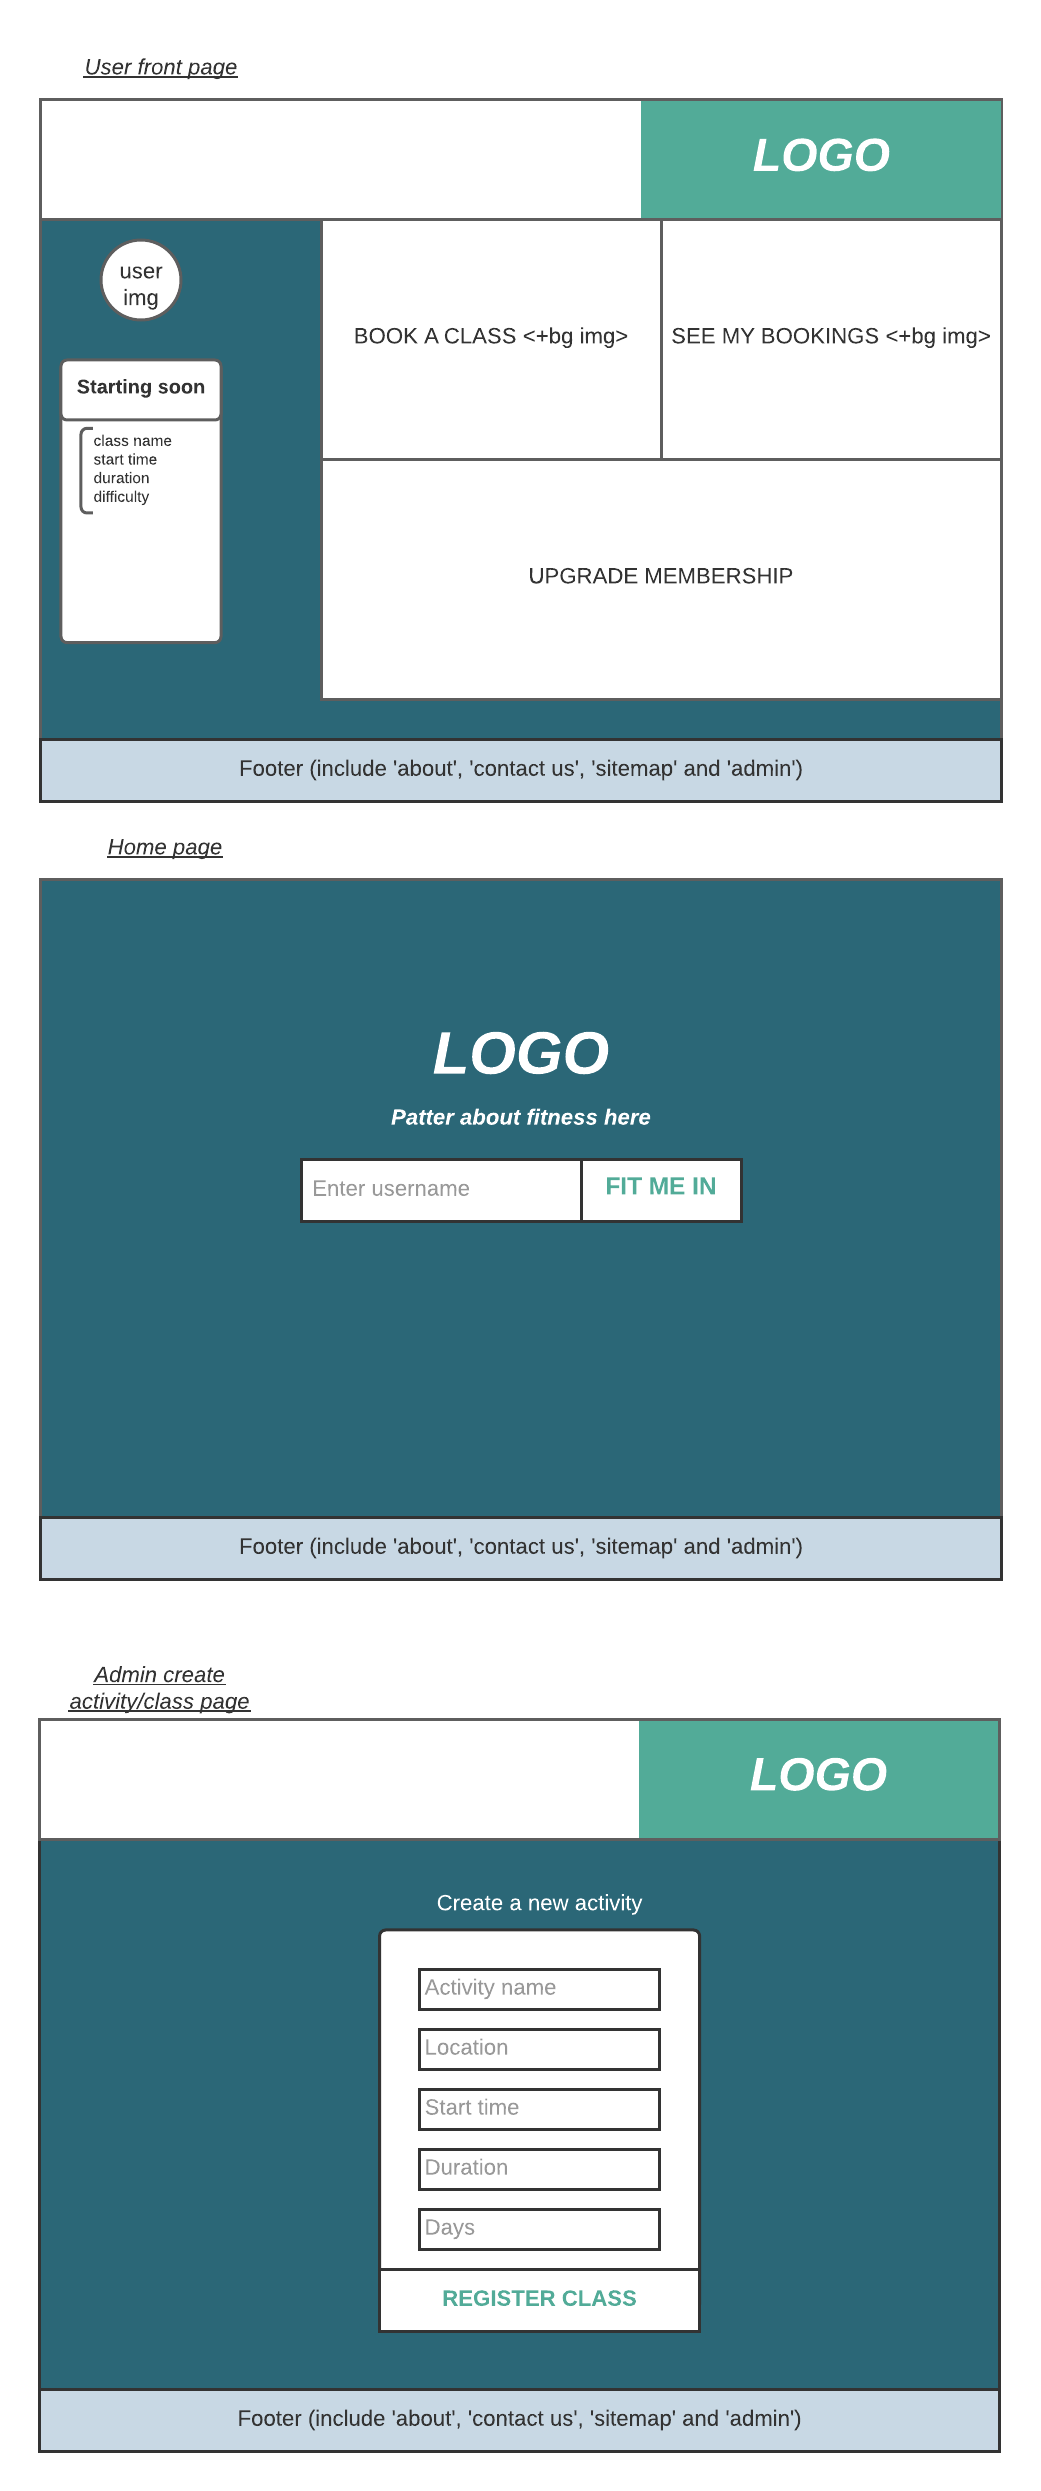 User front page
LOGO
user
img
Starting soon
class name
start time
duration
difficulty
BOOK A CLASS <+bg img>
SEE MY BOOKINGS <+bg img>
UPGRADE MEMBERSHIP
Footer (include 'about', 'contact us', 'sitemap' and 'admin')
Home page
LOGO
Patter about fitness here
Enter username
FIT ME IN
Footer (include 'about', 'contact us', 'sitemap' and 'admin')
Admin create
activity/class page
LOGO
Create a new activity
Activity name
Location
Start time
Duration
Days
REGISTER CLASS
Footer (include 'about', 'contact us', 'sitemap' and 'admin')